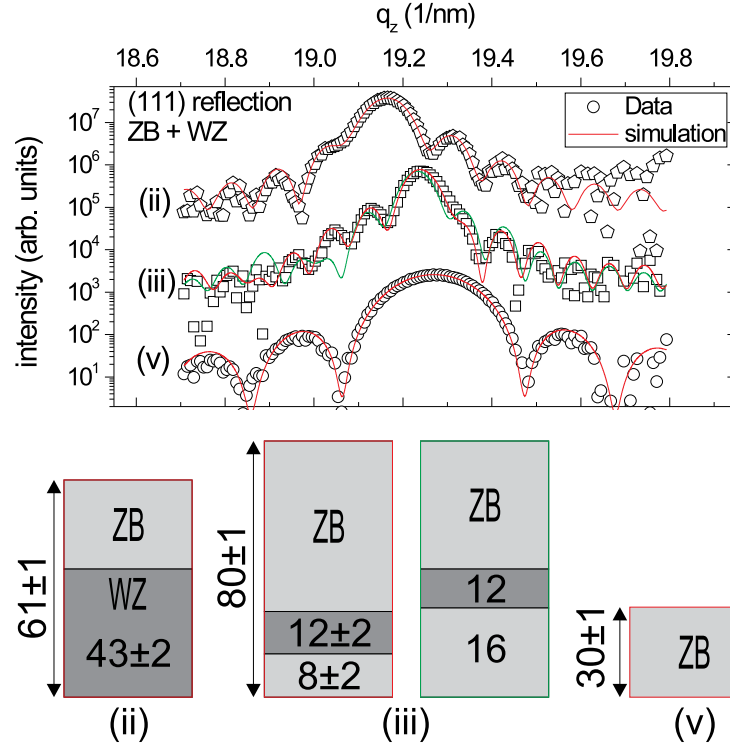 q_z (1/nm)
18.6 18.8 19.0 19.2 19.4 19.6 19.8
(111) reflection
ZB + WZ
Data
simulation
intensity (arb. units)
10^7
10^6
10^5
10^4
10^3
10^2
10^1
(ii)
(iii)
(v)
61±1
ZB
WZ
43±2
(ii)
80±1
ZB
12±2
8±2
ZB
12
16
(iii)
30±1
ZB
(v)